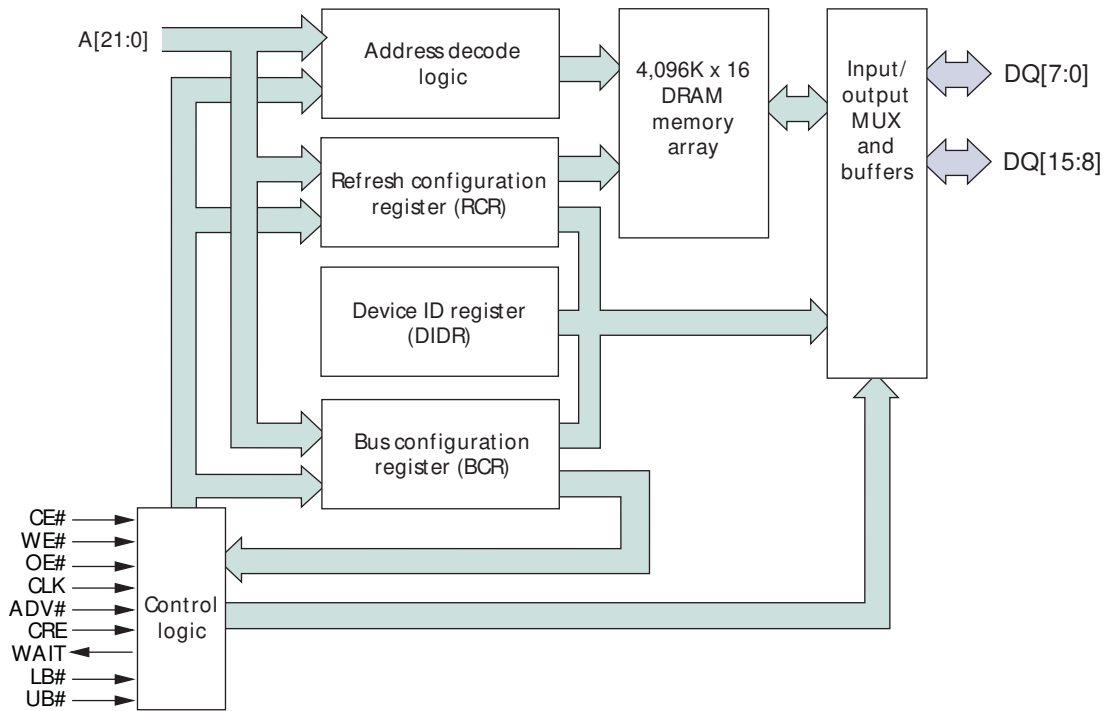 A[21:0]
Address decode
logic
4,096K x 16
DRAM
memory
array
Input/
output
MUX
and
buffers
DQ[7:0]
DQ[15:8]
Refresh configuration
register (RCR)
Device ID register
(DIDR)
Bus configuration
register (BCR)
CE#
WE#
OE#
CLK
ADV#
CRE
WAIT
LB#
UB#
Control
logic